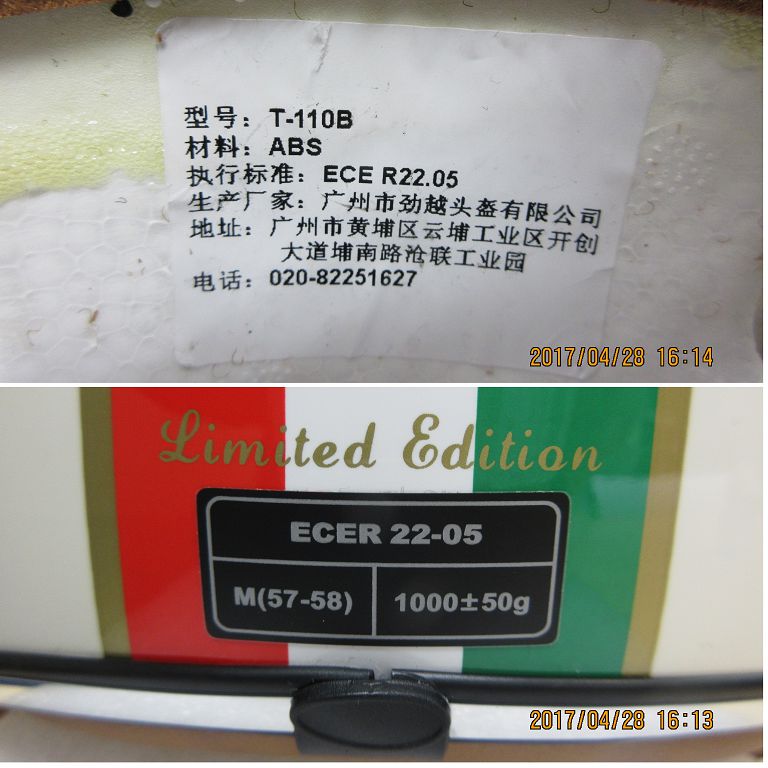 型号：T-110B
材料：ABS
执行标准：ECE R22.05
生产厂家：广州市劲越头盔有限公司
地址：广州市黄埔区云埔工业区开创
大道埔南路沧联工业园
电话：020-82251627
2017/04/28 16:14
Limited Edition
ECER 22-05
M(57-58) 1000±50g
2017/04/28 16:13